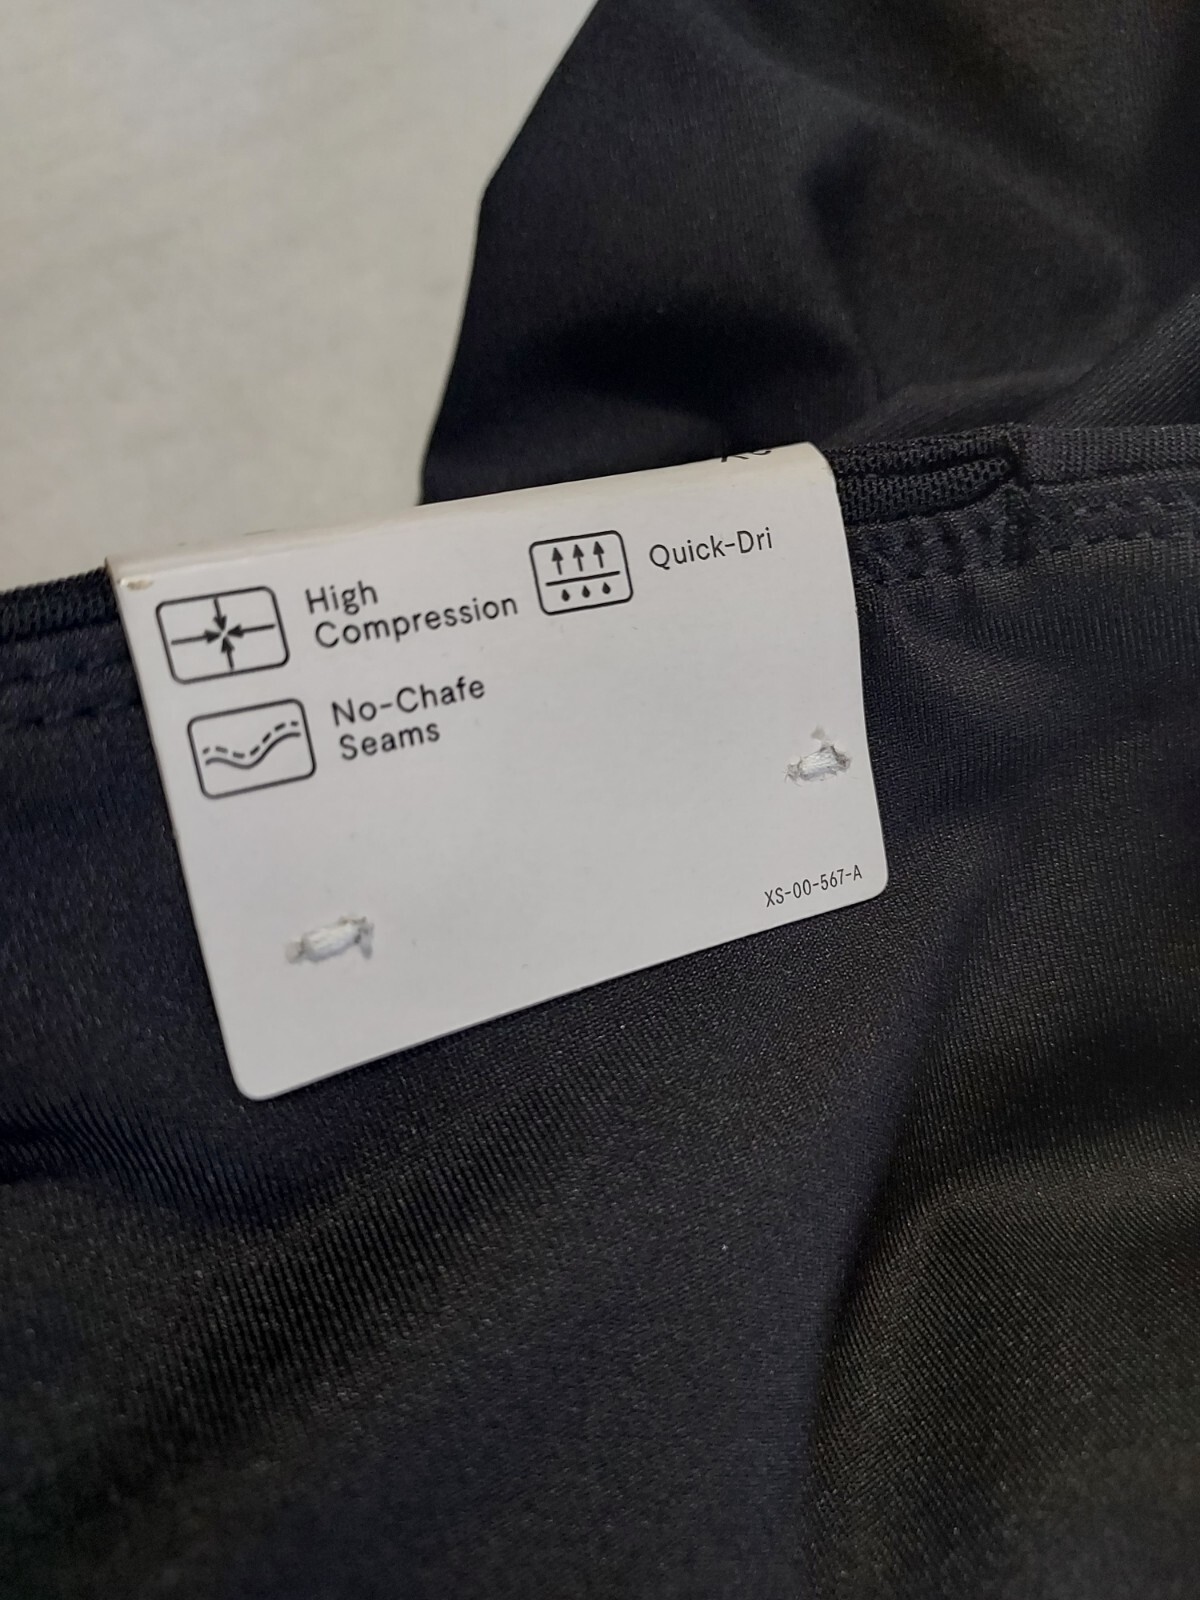 High
Compression
Quick-Dri
No-Chafe
Seams
XS-00-567-A